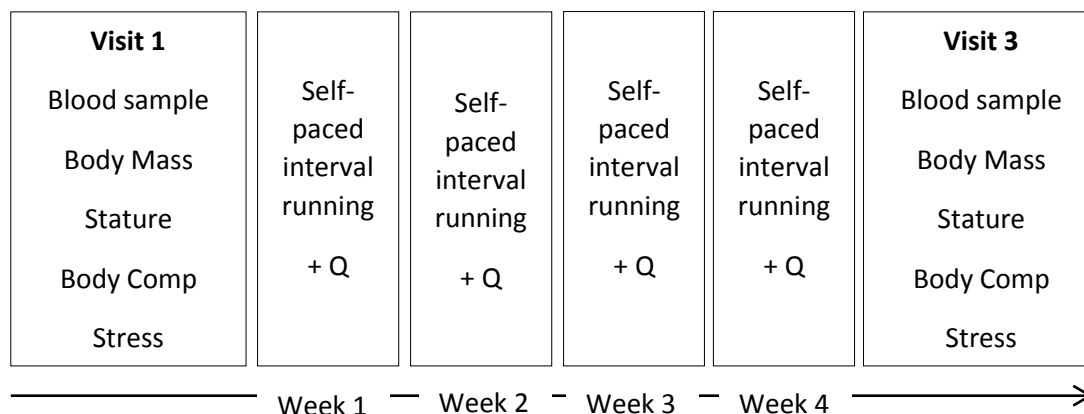 Visit 1
Blood sample
Body Mass
Stature
Body Comp
Stress
Self-
paced
interval
running
+ Q
Self-
paced
interval
running
+ Q
Self-
paced
interval
running
+ Q
Self-
paced
interval
running
+ Q
Visit 3
Blood sample
Body Mass
Stature
Body Comp
Stress
Week 1
Week 2
Week 3
Week 4